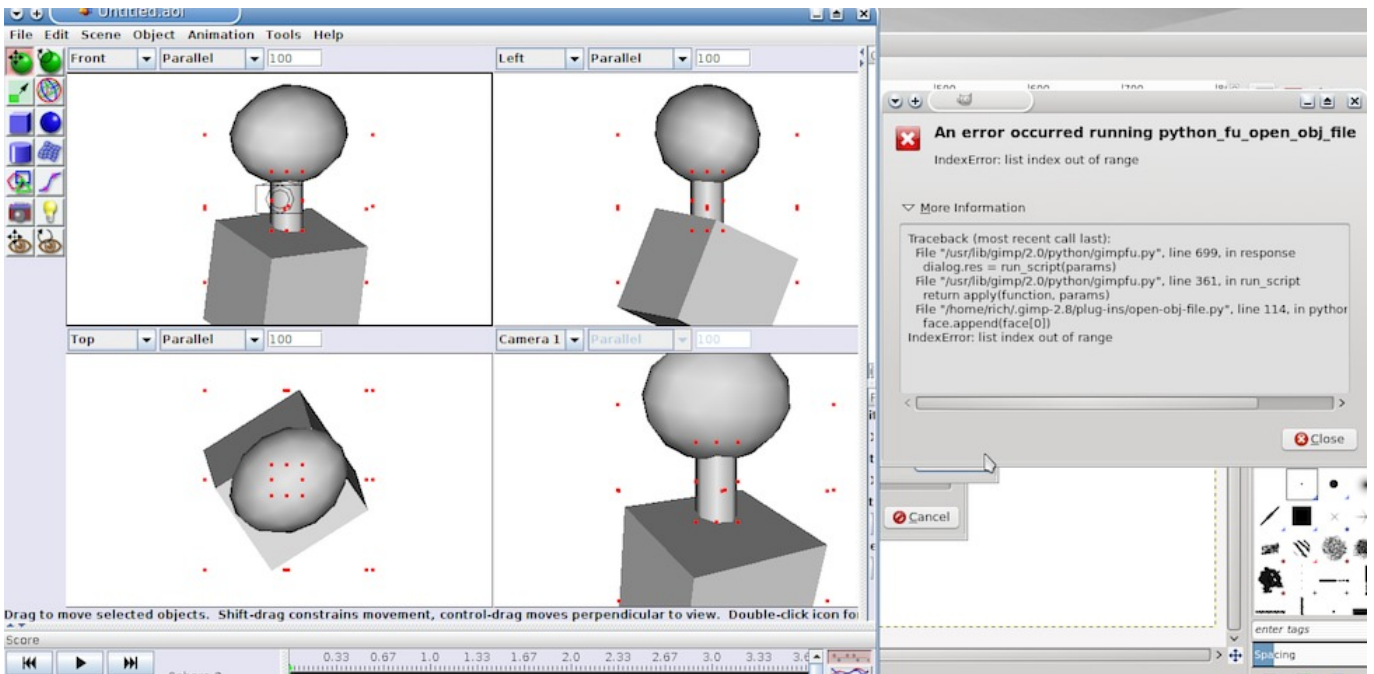 Untitled.aoi
File Edit Scene Object Animation Tools Help
Front Parallel 100
Left Parallel 100
Top Parallel 100
Camera 1 Parallel 100
Drag to move selected objects. Shift-drag constrains movement, control-drag moves perpendicular to view. Double-click icon fo
Score
0.33 0.67 1.0 1.33 1.67 2.0 2.33 2.67 3.0 3.33
An error occurred running python_fu_open_obj_file
IndexError: list index out of range
More Information
Traceback (most recent call last):
File "/usr/lib/gimp/2.0/python/gimpfu.py", line 699, in response
dialog.res = run_script(params)
File "/usr/lib/gimp/2.0/python/gimpfu.py", line 361, in run_script
return apply(function, params)
File "/home/rich/.gimp-2.8/plug-ins/open-obj-file.py", line 114, in python
face.append(face[0])
IndexError: list index out of range
Close
Cancel
enter tags
Spacing